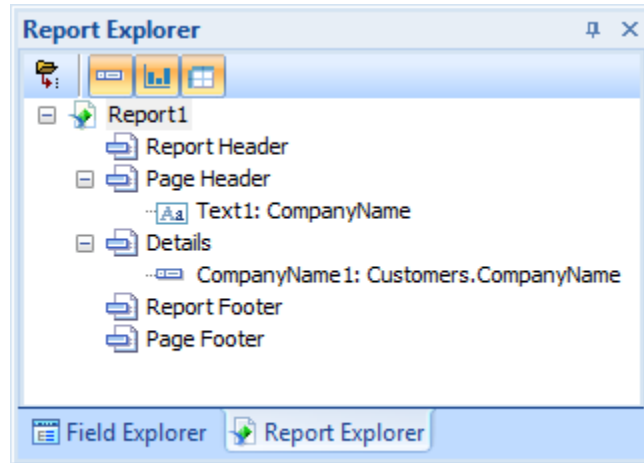 Report Explorer
Report1
Report Header
Page Header
Aa Text1: CompanyName
Details
CompanyName1: Customers.CompanyName
Report Footer
Page Footer
Field Explorer Report Explorer